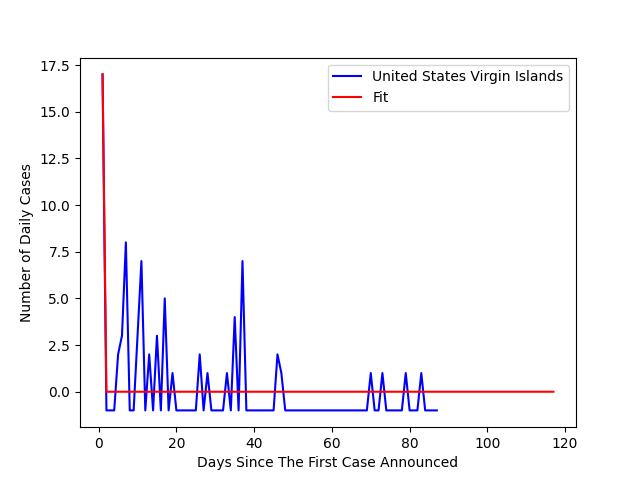 17.5
15.0
12.5
10.0
7.5
5.0
2.5
0.0
Number of Daily Cases
United States Virgin Islands
Fit
0 20 40 60 80 100 120
Days Since The First Case Announced